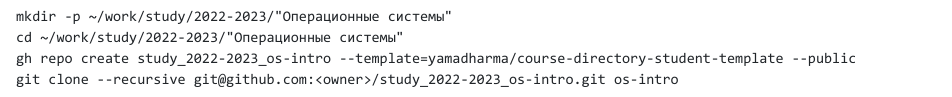 mkdir -p ~/work/study/2022-2023/"Операционные системы"
cd ~/work/study/2022-2023/"Операционные системы"
gh repo create study_2022-2023_os-intro --template=yamadharma/course-directory-student-template --public
git clone --recursive git@github.com:<owner>/study_2022-2023_os-intro.git os-intro